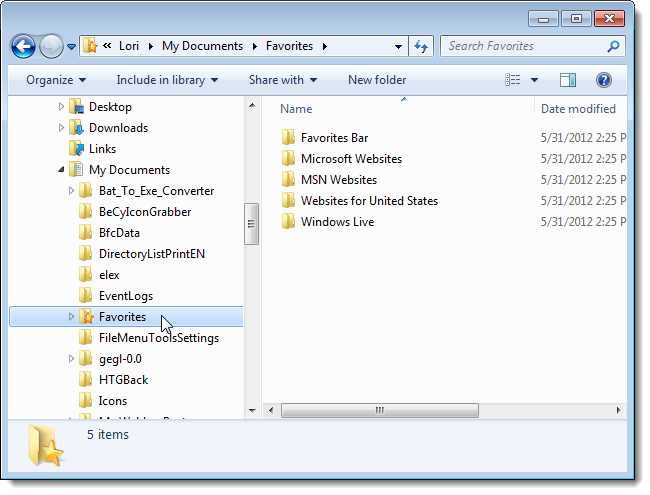 « Lori My Documents Favorites
Search Favorites
Organize Include in library Share with New folder
Desktop
Downloads
Links
My Documents
Bat_To_Exe_Converter
BeCyIconGrabber
BfcData
DirectoryListPrintEN
elex
EventLogs
Favorites
FileMenuToolsSettings
gegl-0.0
HTGBack
Icons
Name Date modified
Favorites Bar 5/31/2012 2:25 P
Microsoft Websites 5/31/2012 2:25 P
MSN Websites 5/31/2012 2:25 P
Websites for United States 5/31/2012 2:25 P
Windows Live 5/31/2012 2:25 P
5 items